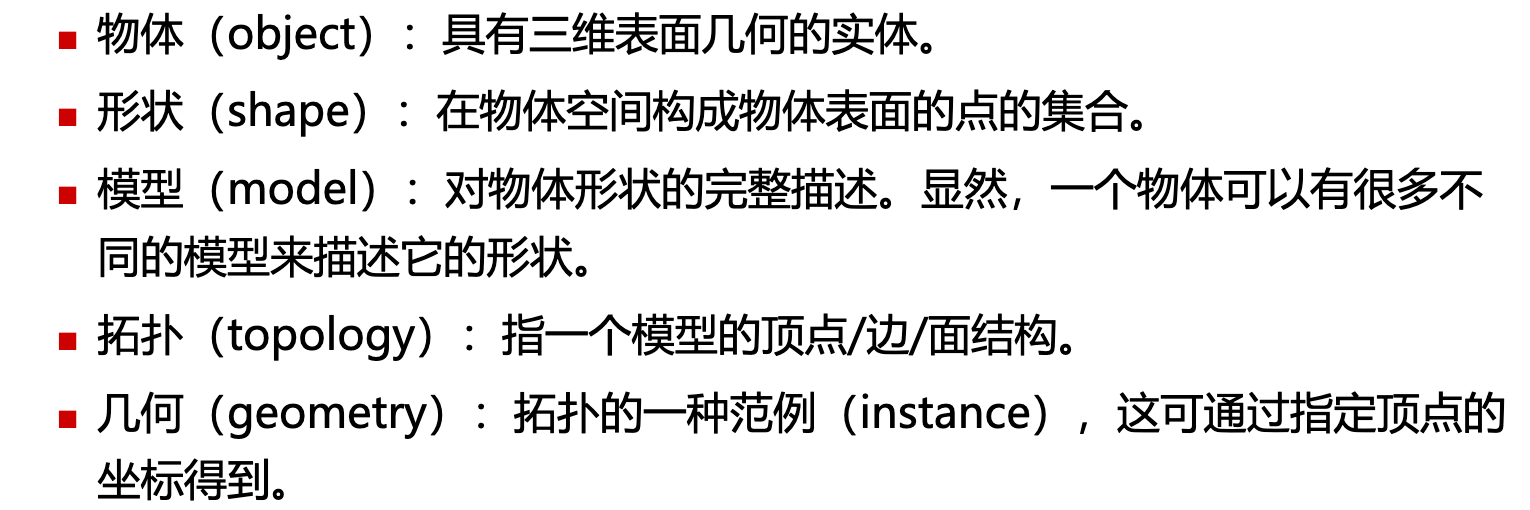 ▪ 物体（object）：具有三维表面几何的实体。
▪ 形状（shape）：在物体空间构成物体表面的点的集合。
▪ 模型（model）：对物体形状的完整描述。显然，一个物体可以有很多不
同的模型来描述它的形状。
▪ 拓扑（topology）：指一个模型的顶点/边/面结构。
▪ 几何（geometry）：拓扑的一种范例（instance），这可通过指定顶点的
坐标得到。